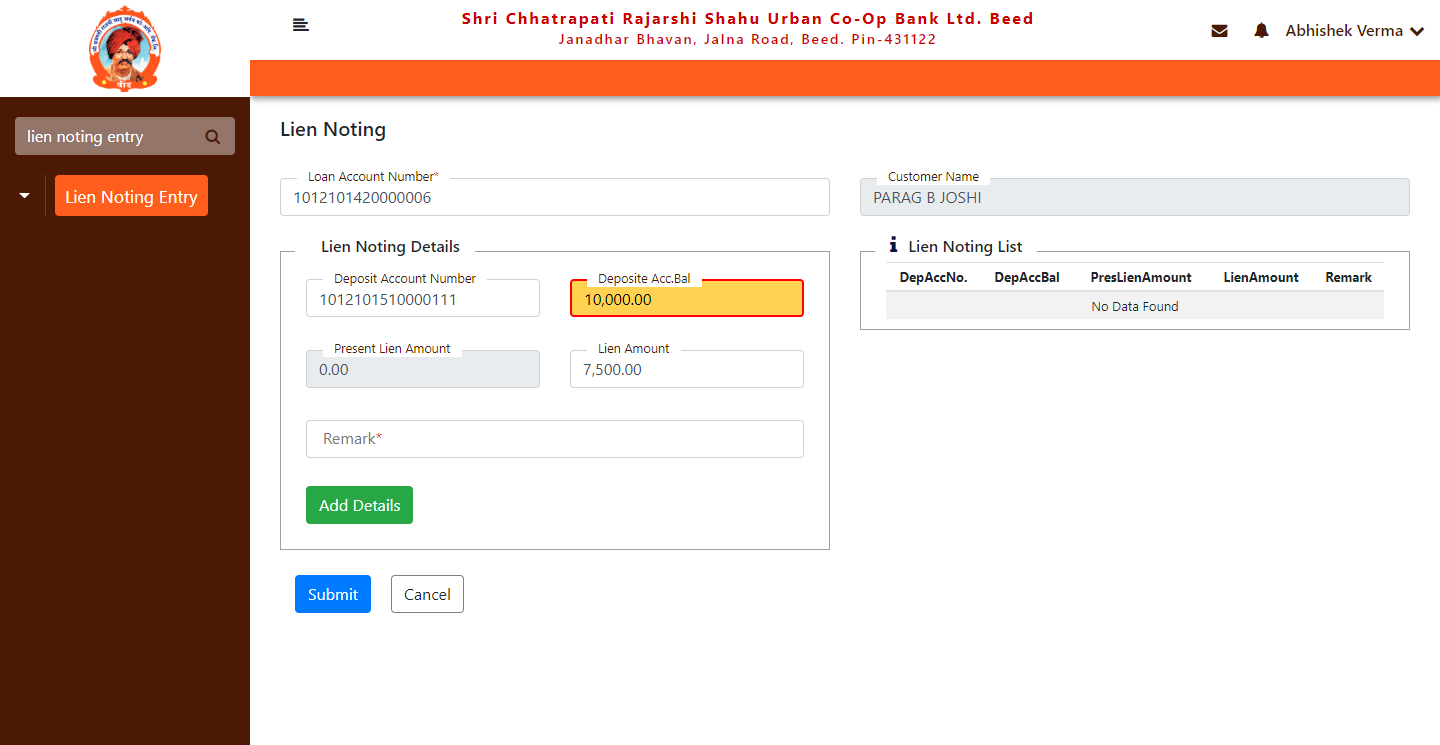 Shri Chhatrapati Rajarshi Shahu Urban Co-Op Bank Ltd. Beed
Janadhar Bhavan, Jalna Road, Beed. Pin-431122
Abhishek Verma
बीड
lien noting entry
Lien Noting Entry
Lien Noting
Loan Account Number*
1012101420000006
Customer Name
PARAG B JOSHI
Lien Noting Details
Deposit Account Number
1012101510000111
Deposite Acc.Bal
10,000.00
Present Lien Amount
0.00
Lien Amount
7,500.00
Remark*
Add Details
Submit
Cancel
Lien Noting List
DepAccNo. DepAccBal PresLienAmount LienAmount Remark
No Data Found